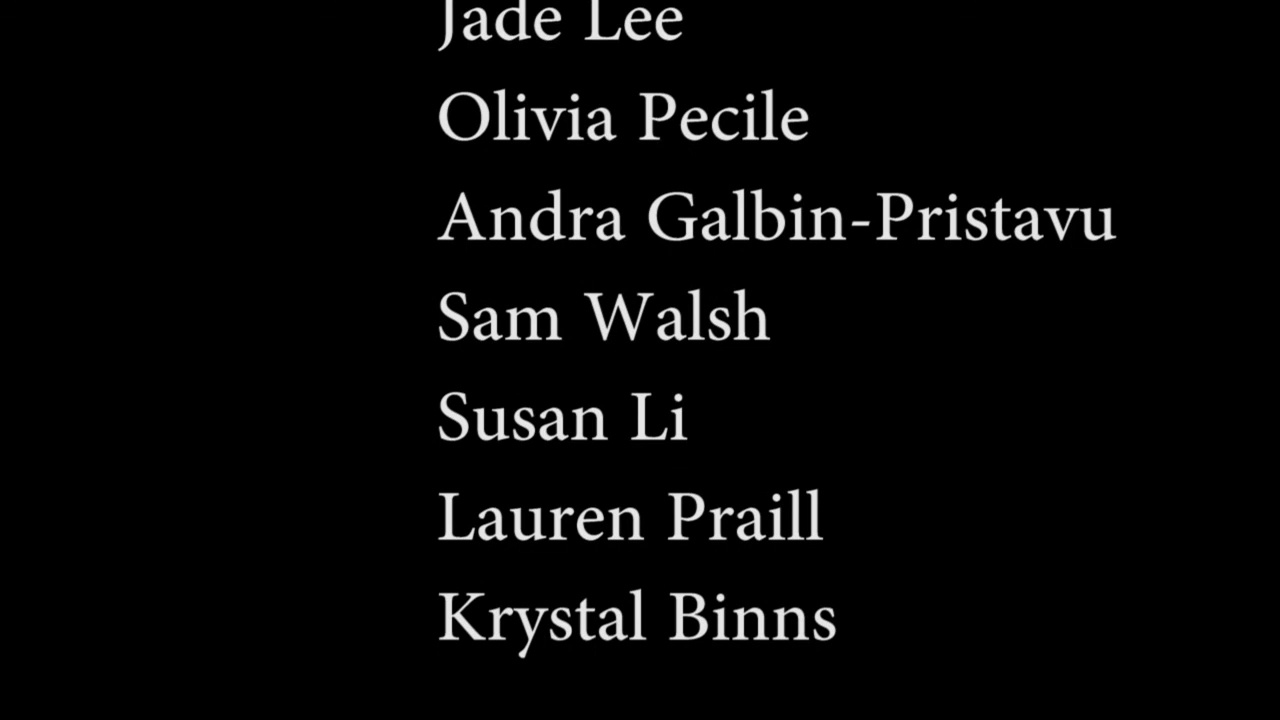 Jade Lee
Olivia Pecile
Andra Galbin-Pristavu
Sam Walsh
Susan Li
Lauren Praill
Krystal Binns